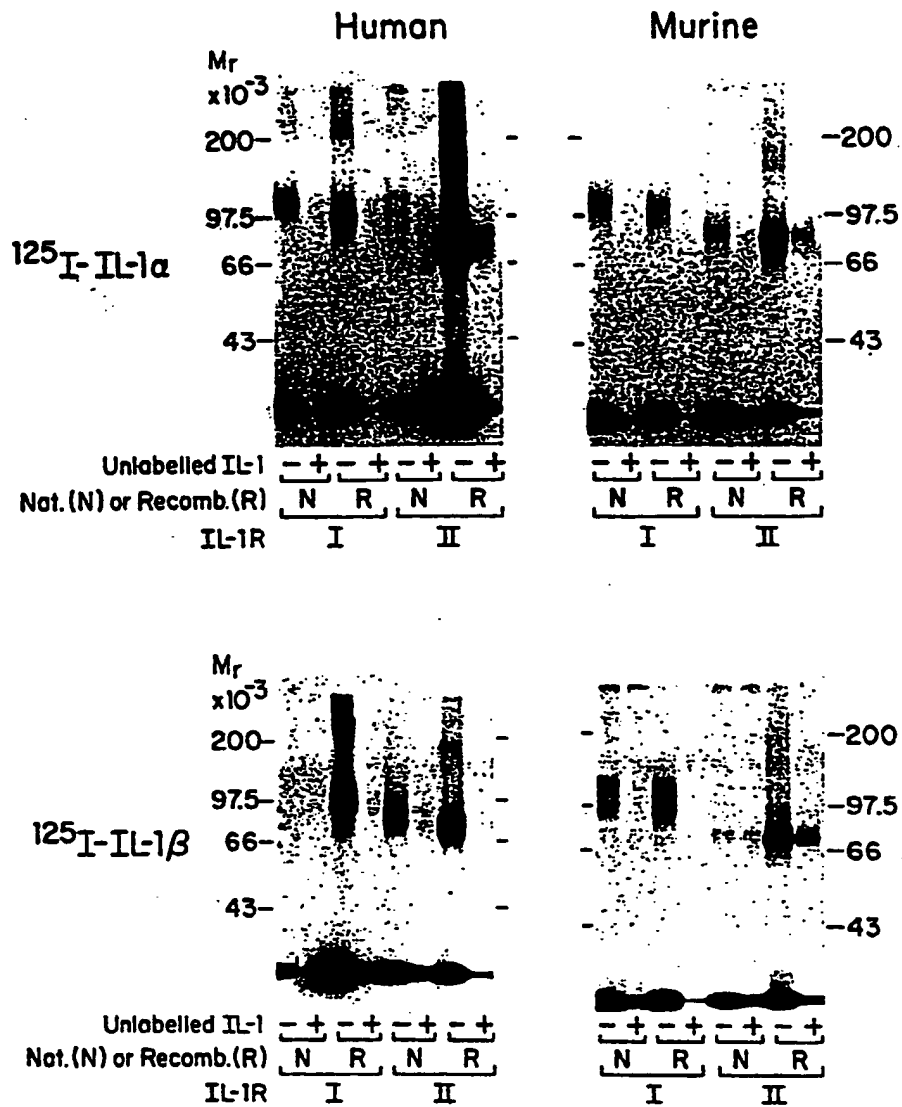 Human Murine
Mr
x10⁻³
200– –200
97.5– –97.5
¹²⁵I-IL-1α
66– –66
43– –43
Unlabelled IL-1 – + – + – + – + – + – + – + – +
Nat.(N) or Recomb.(R) N R N R N R N R
IL-1R I II I II
Mr
x10⁻³
200– –200
97.5– –97.5
¹²⁵I-IL-1β
66– –66
43– –43
Unlabelled IL-1 – + – + – + – + – + – + – + – +
Nat.(N) or Recomb.(R) N R N R N R N R
IL-1R I II I II